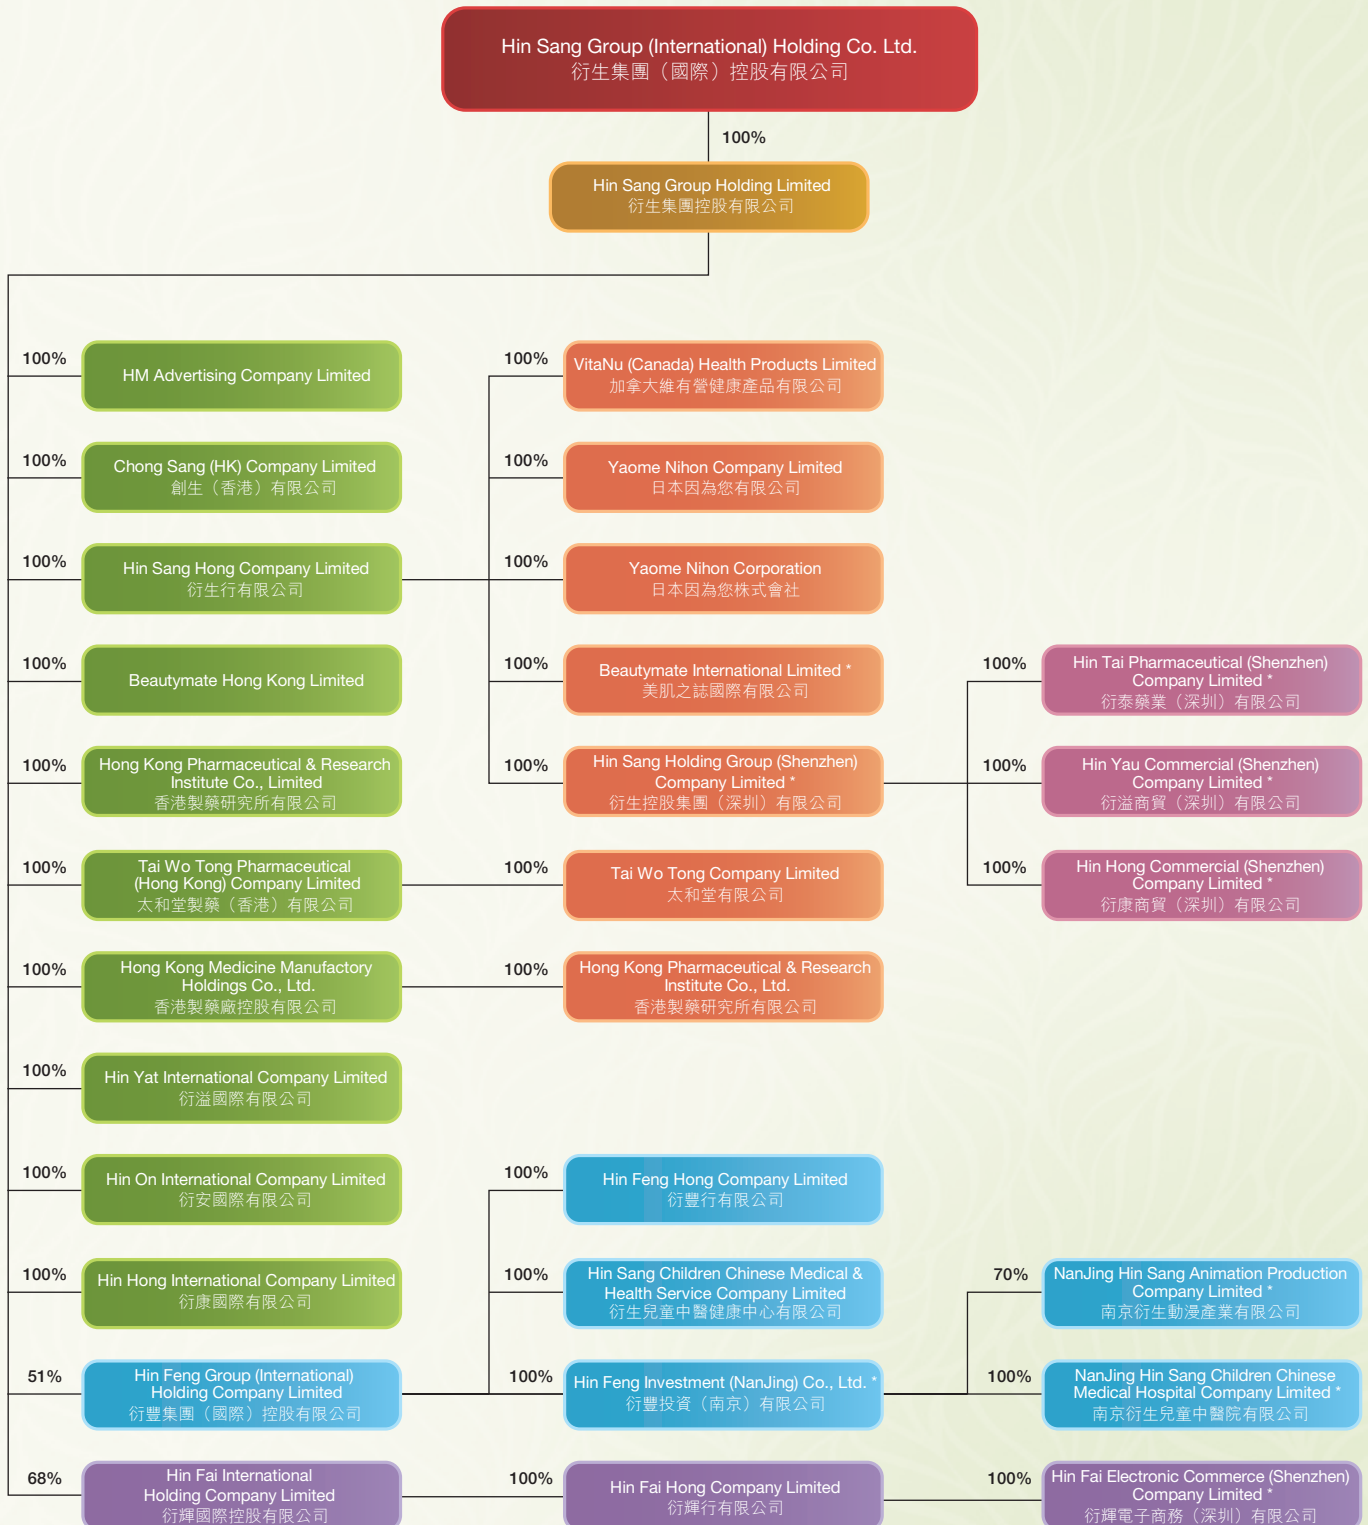 Hin Sang Group (International) Holding Co. Ltd.
衍生集團（國際）控股有限公司
100%
Hin Sang Group Holding Limited
衍生集團控股有限公司
100%
HM Advertising Company Limited
100%
VitaNu (Canada) Health Products Limited
加拿大維有營健康產品有限公司
100%
Chong Sang (HK) Company Limited
創生（香港）有限公司
100%
Yaome Nihon Company Limited
日本因為您有限公司
100%
Hin Sang Hong Company Limited
衍生行有限公司
100%
Yaome Nihon Corporation
日本因為您株式會社
100%
Beautymate Hong Kong Limited
100%
Beautymate International Limited *
美肌之誌國際有限公司
100%
Hin Tai Pharmaceutical (Shenzhen)
Company Limited *
衍泰藥業（深圳）有限公司
100%
Hong Kong Pharmaceutical & Research
Institute Co., Limited
香港製藥研究所有限公司
100%
Hin Sang Holding Group (Shenzhen)
Company Limited *
衍生控股集團（深圳）有限公司
100%
Hin Yau Commercial (Shenzhen)
Company Limited *
衍溢商貿（深圳）有限公司
100%
Tai Wo Tong Pharmaceutical
(Hong Kong) Company Limited
太和堂製藥（香港）有限公司
100%
Tai Wo Tong Company Limited
太和堂有限公司
100%
Hin Hong Commercial (Shenzhen)
Company Limited *
衍康商貿（深圳）有限公司
100%
Hong Kong Medicine Manufactory
Holdings Co., Ltd.
香港製藥廠控股有限公司
100%
Hong Kong Pharmaceutical & Research
Institute Co., Ltd.
香港製藥研究所有限公司
100%
Hin Yat International Company Limited
衍溢國際有限公司
100%
Hin On International Company Limited
衍安國際有限公司
100%
Hin Feng Hong Company Limited
衍豐行有限公司
100%
Hin Hong International Company Limited
衍康國際有限公司
100%
Hin Sang Children Chinese Medical &
Health Service Company Limited
衍生兒童中醫健康中心有限公司
70%
NanJing Hin Sang Animation Production
Company Limited *
南京衍生動漫產業有限公司
51%
Hin Feng Group (International)
Holding Company Limited
衍豐集團（國際）控股有限公司
100%
Hin Feng Investment (NanJing) Co., Ltd. *
衍豐投資（南京）有限公司
100%
NanJing Hin Sang Children Chinese
Medical Hospital Company Limited *
南京衍生兒童中醫院有限公司
68%
Hin Fai International
Holding Company Limited
衍輝國際控股有限公司
100%
Hin Fai Hong Company Limited
衍輝行有限公司
100%
Hin Fai Electronic Commerce (Shenzhen)
Company Limited *
衍輝電子商務（深圳）有限公司